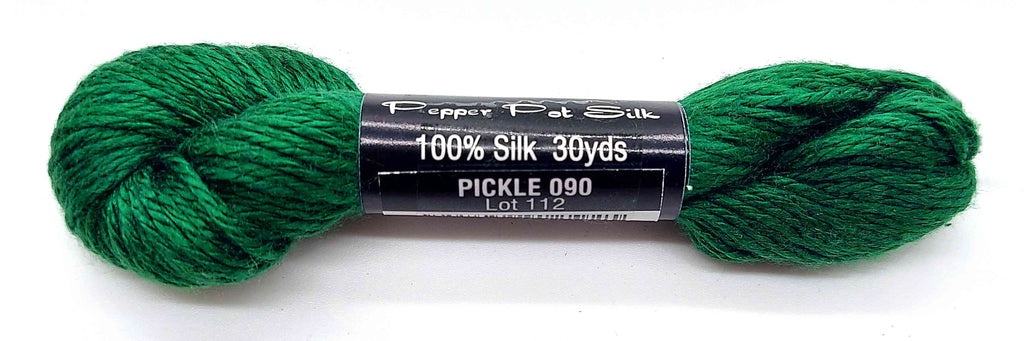 Pepper Pot Silk
100% Silk 30yds
PICKLE 090
Lot 112